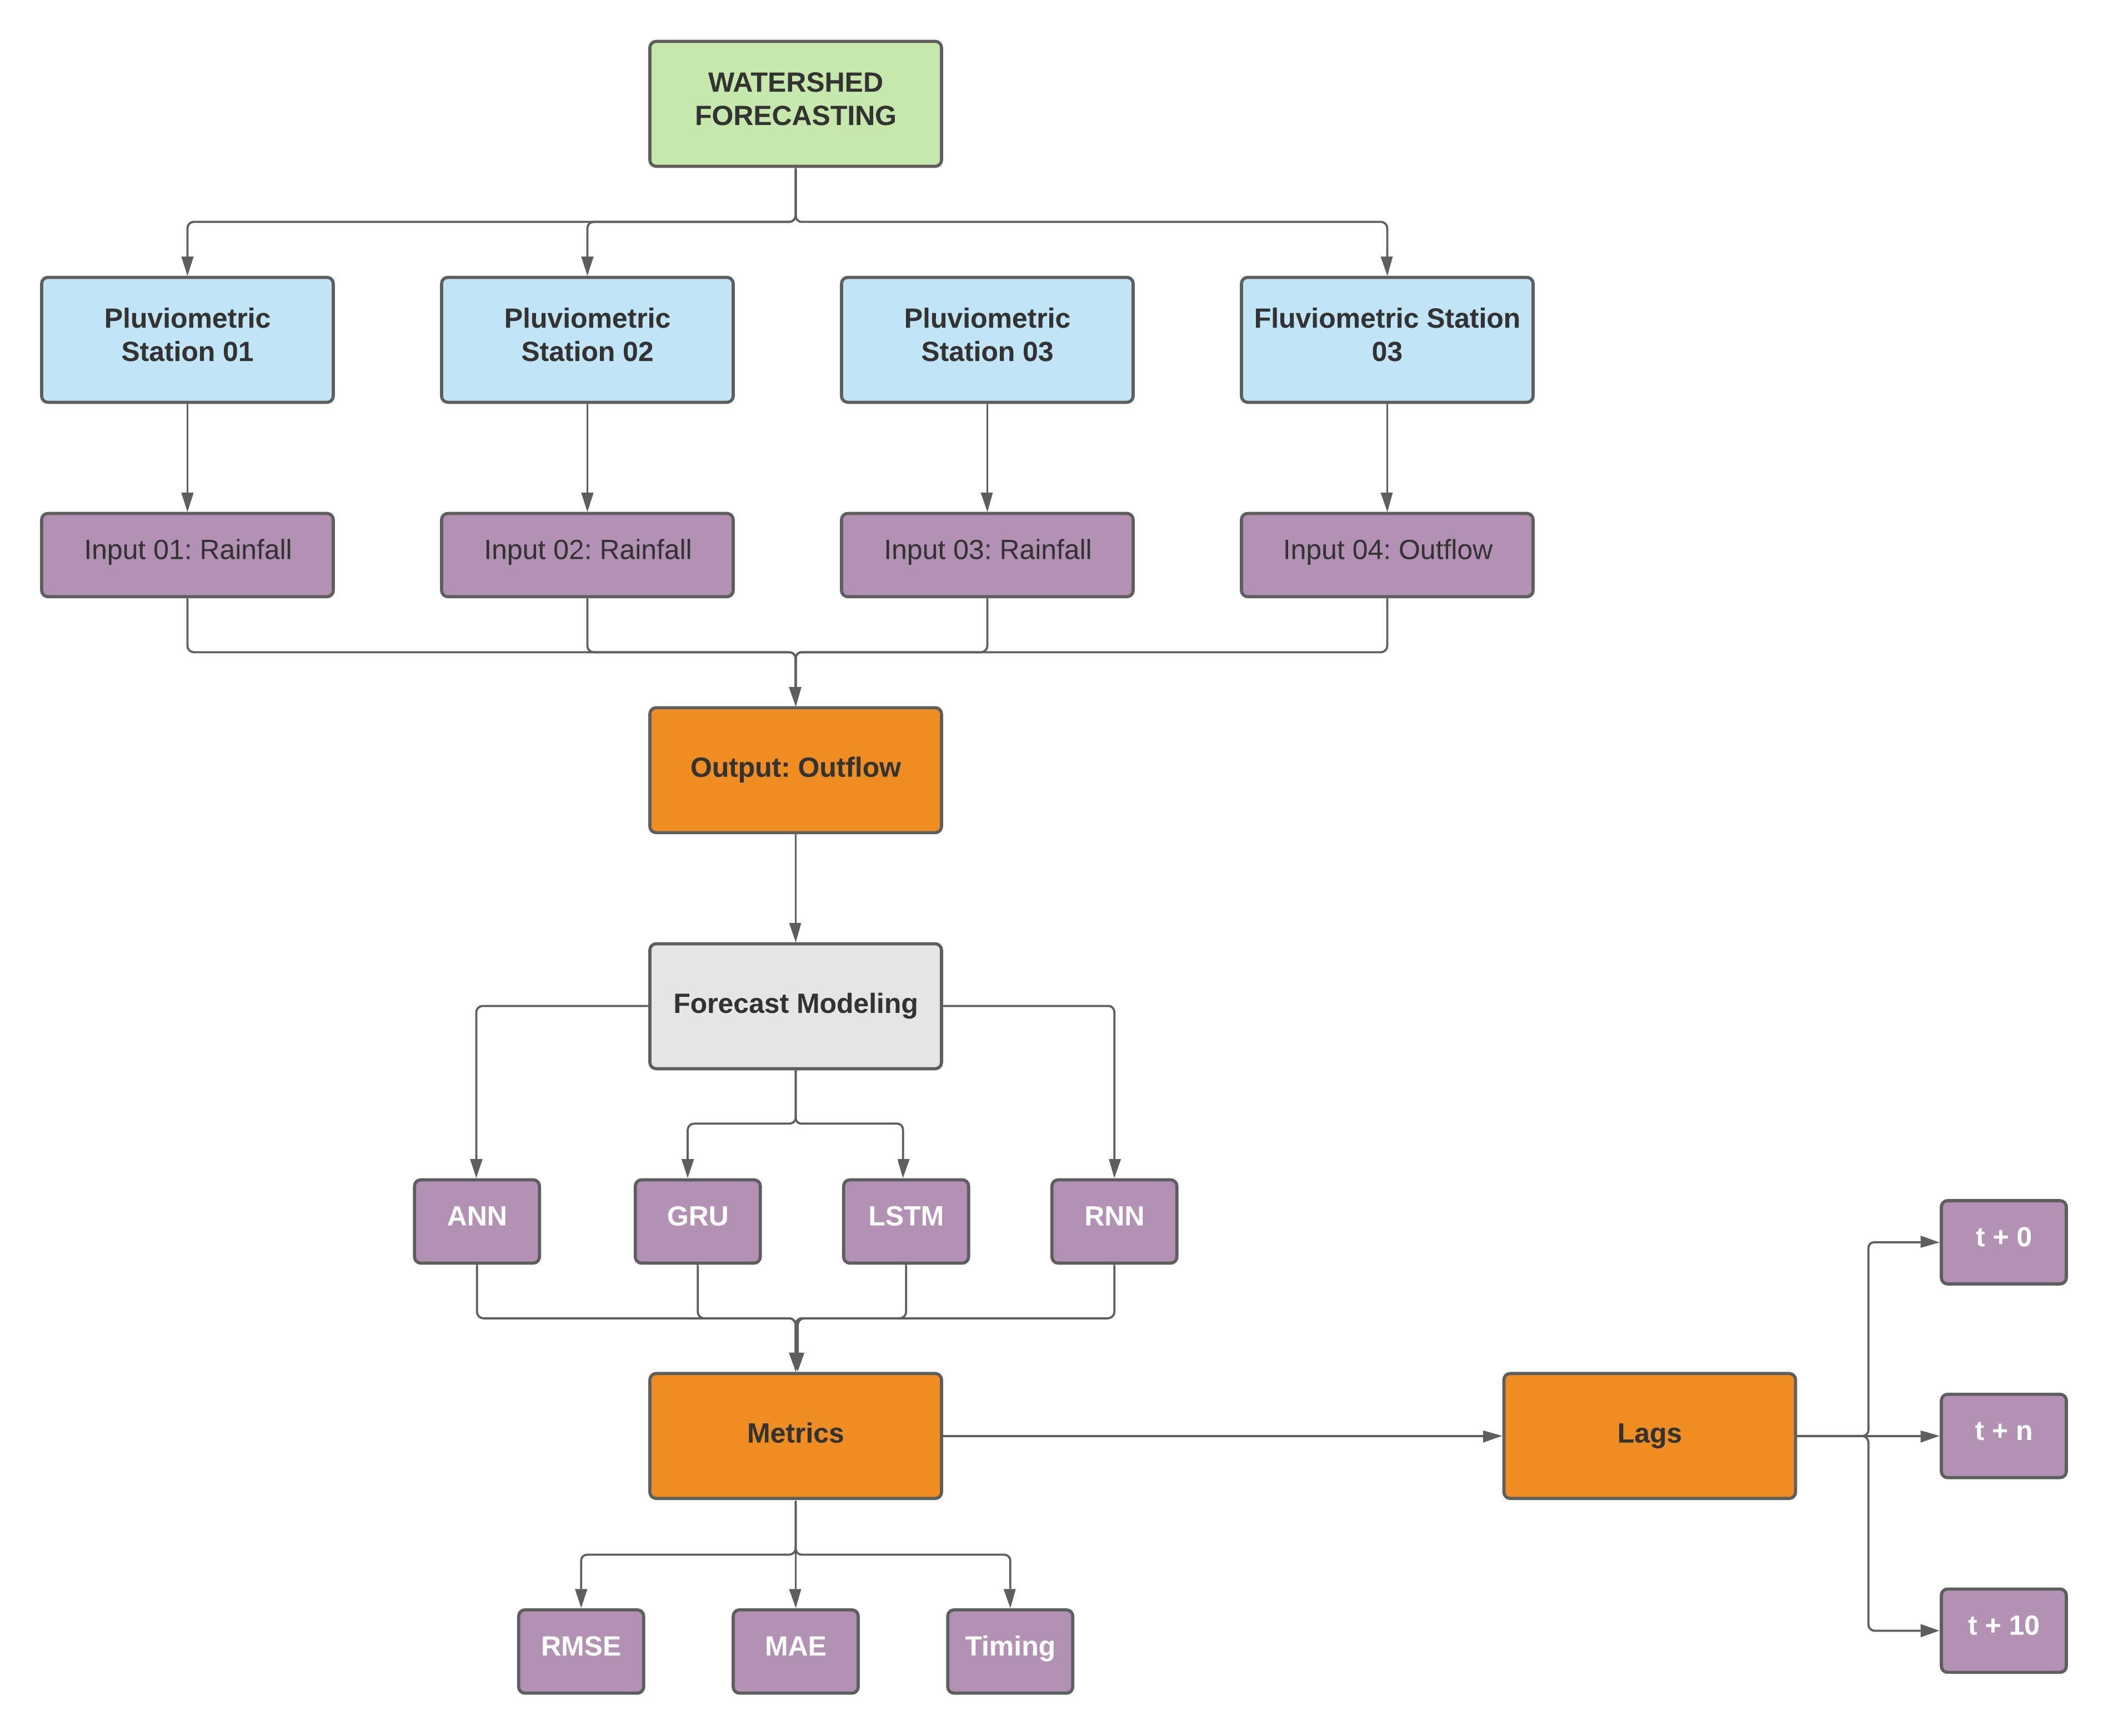 WATERSHED
FORECASTING
Pluviometric
Station 01
Pluviometric
Station 02
Pluviometric
Station 03
Fluviometric Station
03
Input 01: Rainfall
Input 02: Rainfall
Input 03: Rainfall
Input 04: Outflow
Output: Outflow
Forecast Modeling
ANN
GRU
LSTM
RNN
t + 0
Metrics
Lags
t + n
RMSE
MAE
Timing
t + 10